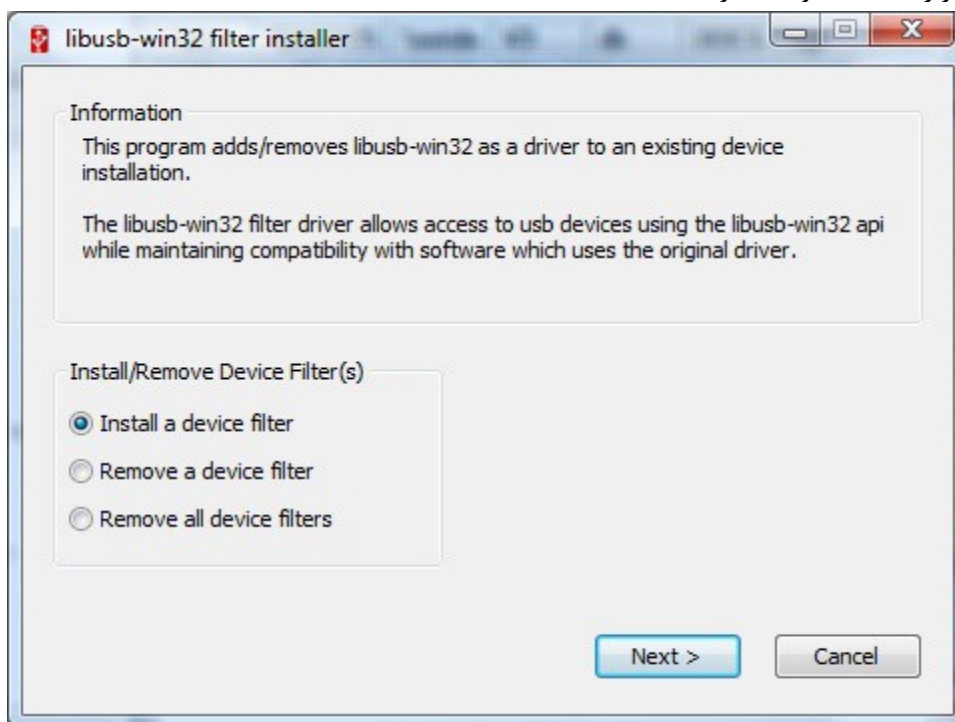 libusb-win32 filter installer
Information
This program adds/removes libusb-win32 as a driver to an existing device
installation.
The libusb-win32 filter driver allows access to usb devices using the libusb-win32 api
while maintaining compatibility with software which uses the original driver.
Install/Remove Device Filter(s)
Install a device filter
Remove a device filter
Remove all device filters
Next >
Cancel